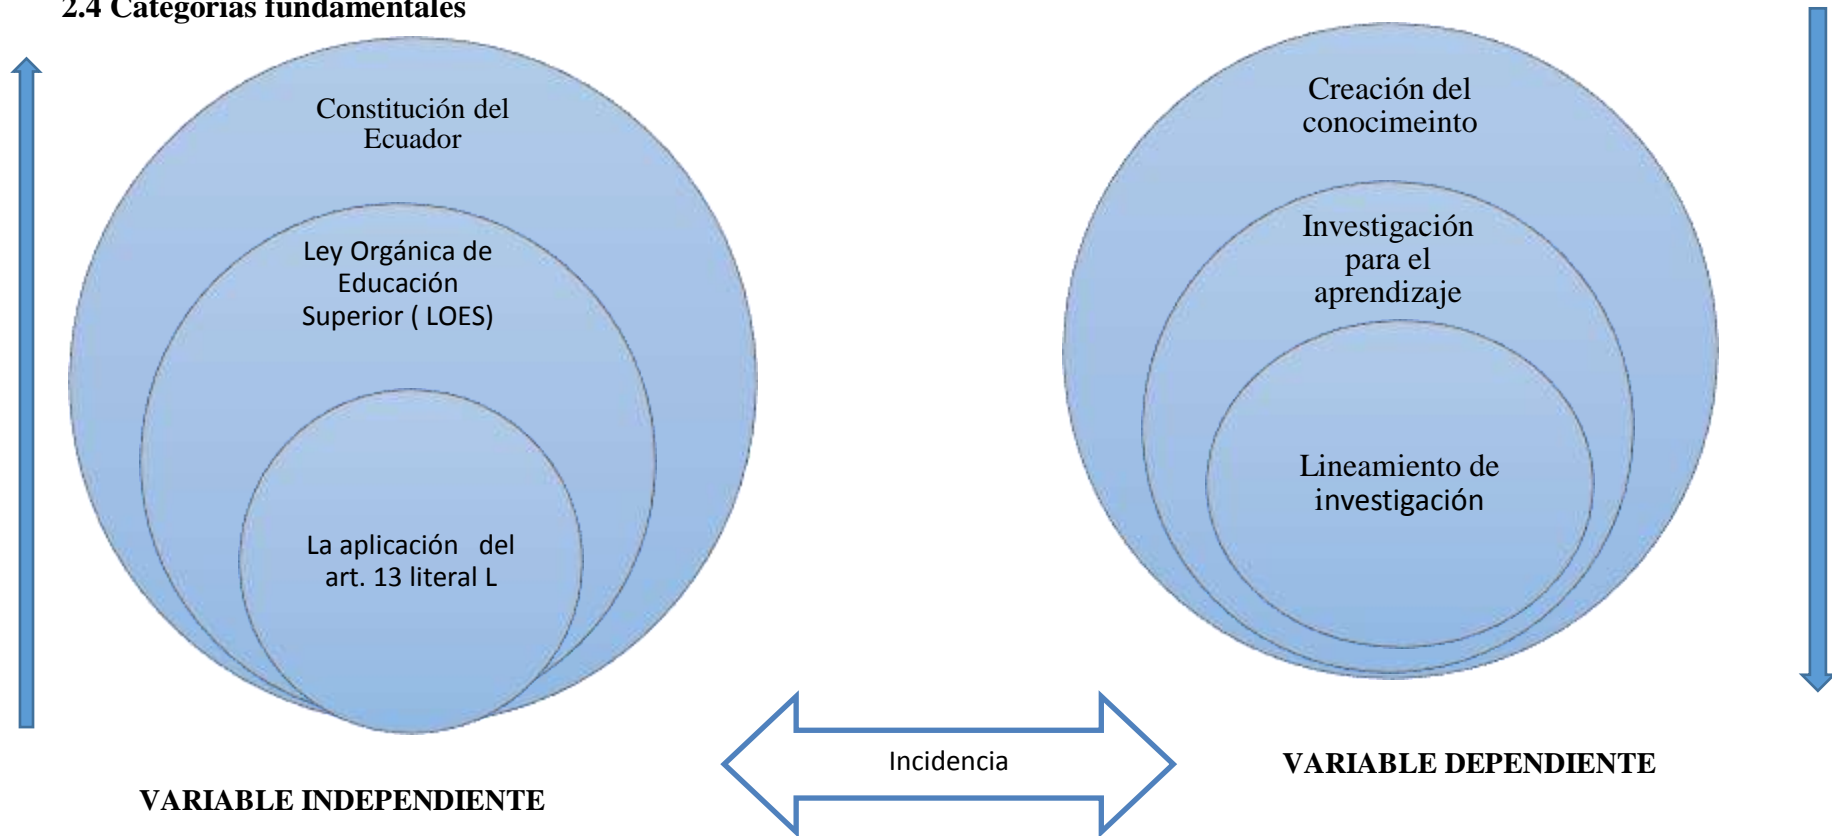 2.4 Categorías fundamentales
Constitución del
Ecuador
Ley Orgánica de
Educación
Superior ( LOES)
La aplicación   del
art. 13 literal L
VARIABLE INDEPENDIENTE
Incidencia
Creación del
conocimeinto
Investigación
para el
aprendizaje
Lineamiento de
investigación
VARIABLE DEPENDIENTE